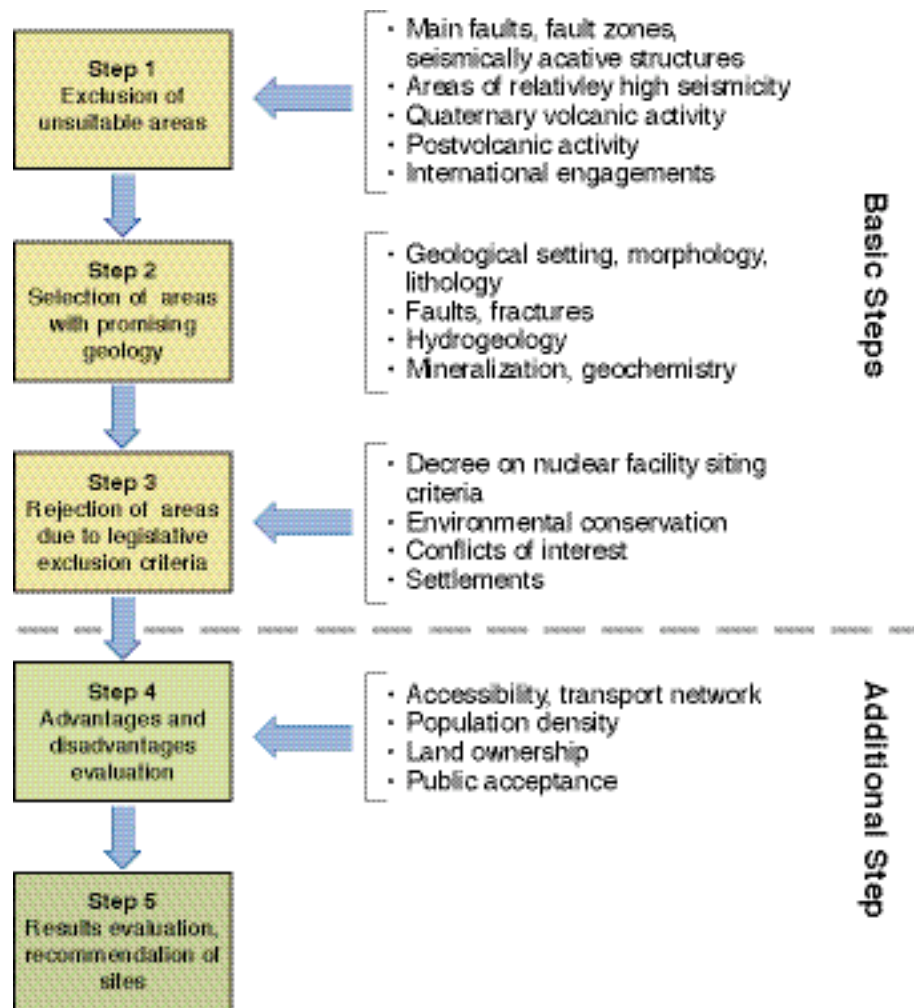 Step 1
Exclusion of
unsuitable areas
• Main faults, fault zones,
seismically acative structures
• Areas of relativley high seismicity
• Quaternary volcanic activity
• Postvolcanic activity
• International engagements
Step 2
Selection of areas
with promising
geology
• Geological setting, morphology,
lithology
• Faults, fractures
• Hydrogeology
• Mineralization, geochemistry
Basic Steps
Step 3
Rejection of areas
due to legislative
exclusion criteria
• Decree on nuclear facility siting
criteria
• Environmental conservation
• Conflicts of interest
• Settlements
Step 4
Advantages and
disadvantages
evaluation
• Accessibility, transport network
• Population density
• Land ownership
• Public acceptance
Additional Step
Step 5
Results evaluation,
recommendation of
sites